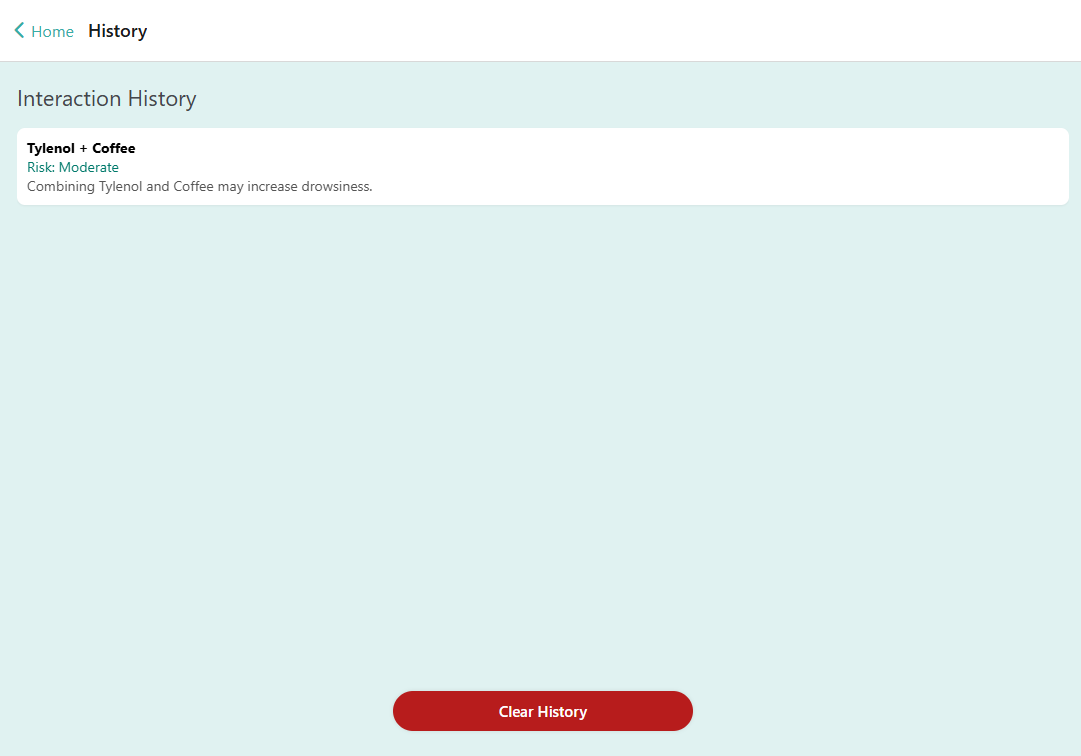 Home History
Interaction History
Tylenol + Coffee
Risk: Moderate
Combining Tylenol and Coffee may increase drowsiness.
Clear History